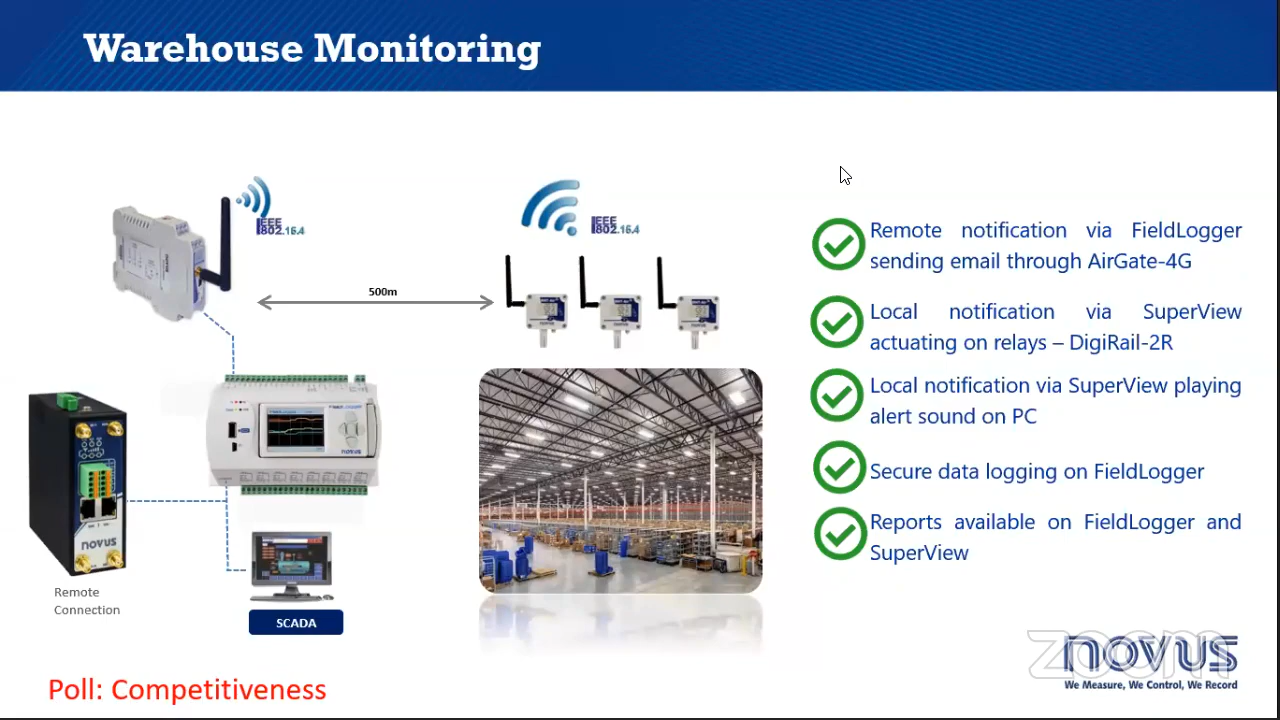 Warehouse Monitoring
IEEE
802.15.4
IEEE
802.15.4
500m
Remote notification via FieldLogger
sending email through AirGate-4G
Local notification via SuperView
actuating on relays – DigiRail-2R
Local notification via SuperView playing
alert sound on PC
Secure data logging on FieldLogger
Reports available on FieldLogger and
SuperView
novus
novus
Remote
Connection
SCADA
Poll: Competitiveness
zoom
novus
We Measure, We Control, We Record